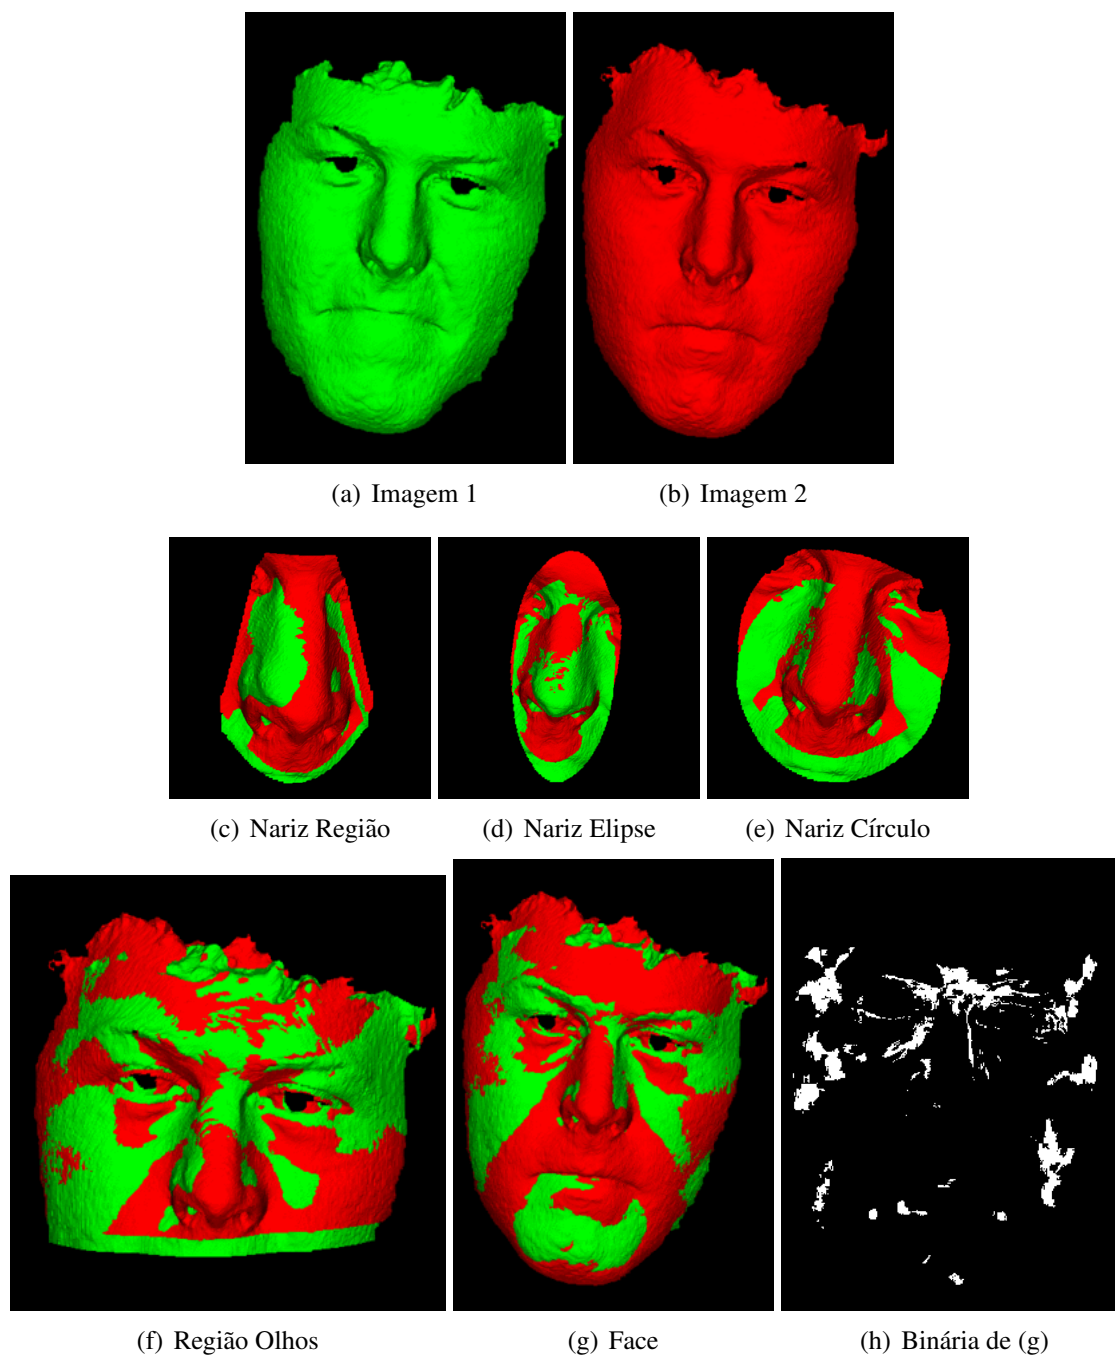 (a) Imagem 1
(b) Imagem 2
(c) Nariz Região
(d) Nariz Elipse
(e) Nariz Círculo
(f) Região Olhos
(g) Face
(h) Binária de (g)